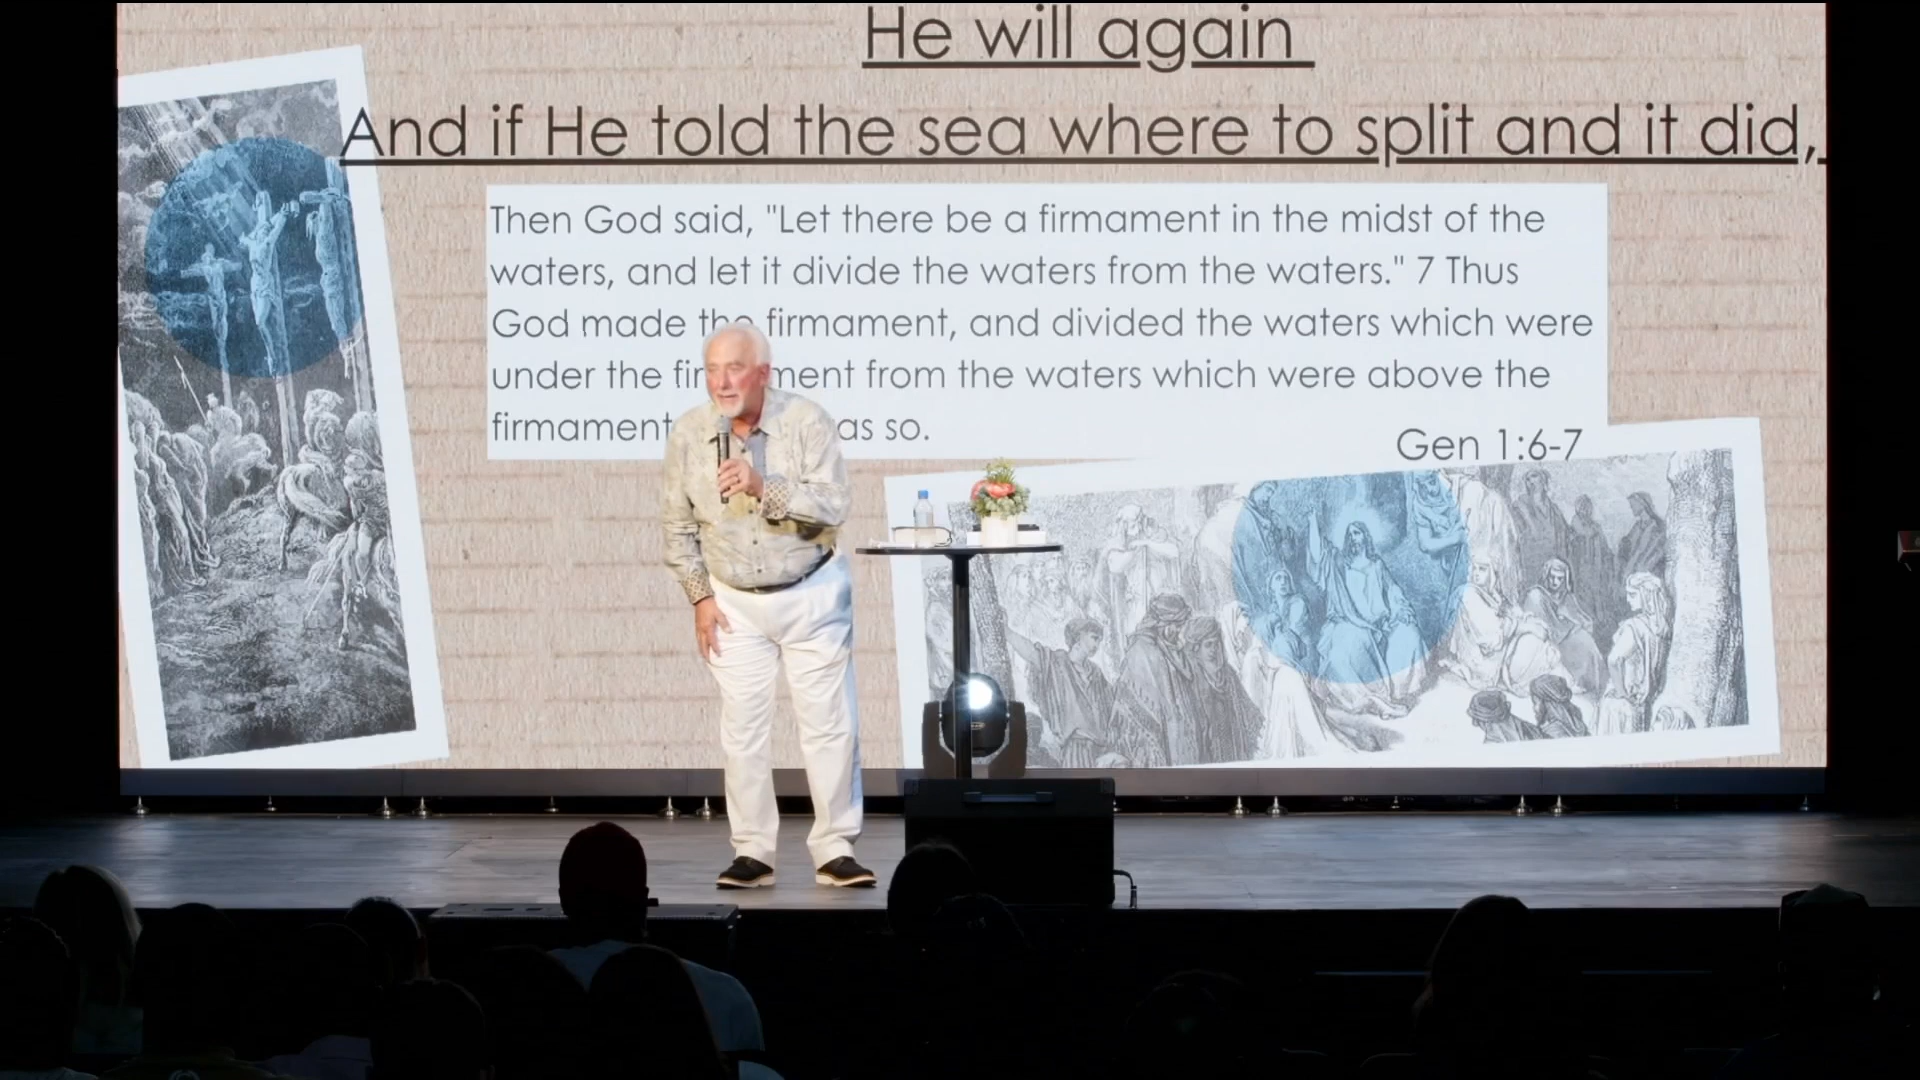 He will again
And if He told the sea where to split and it did,
Then God said, "Let there be a firmament in the midst of the
waters, and let it divide the waters from the waters." 7 Thus
God made the firmament, and divided the waters which were
under the firmament from the waters which were above the
firmament as so.
Gen 1:6-7